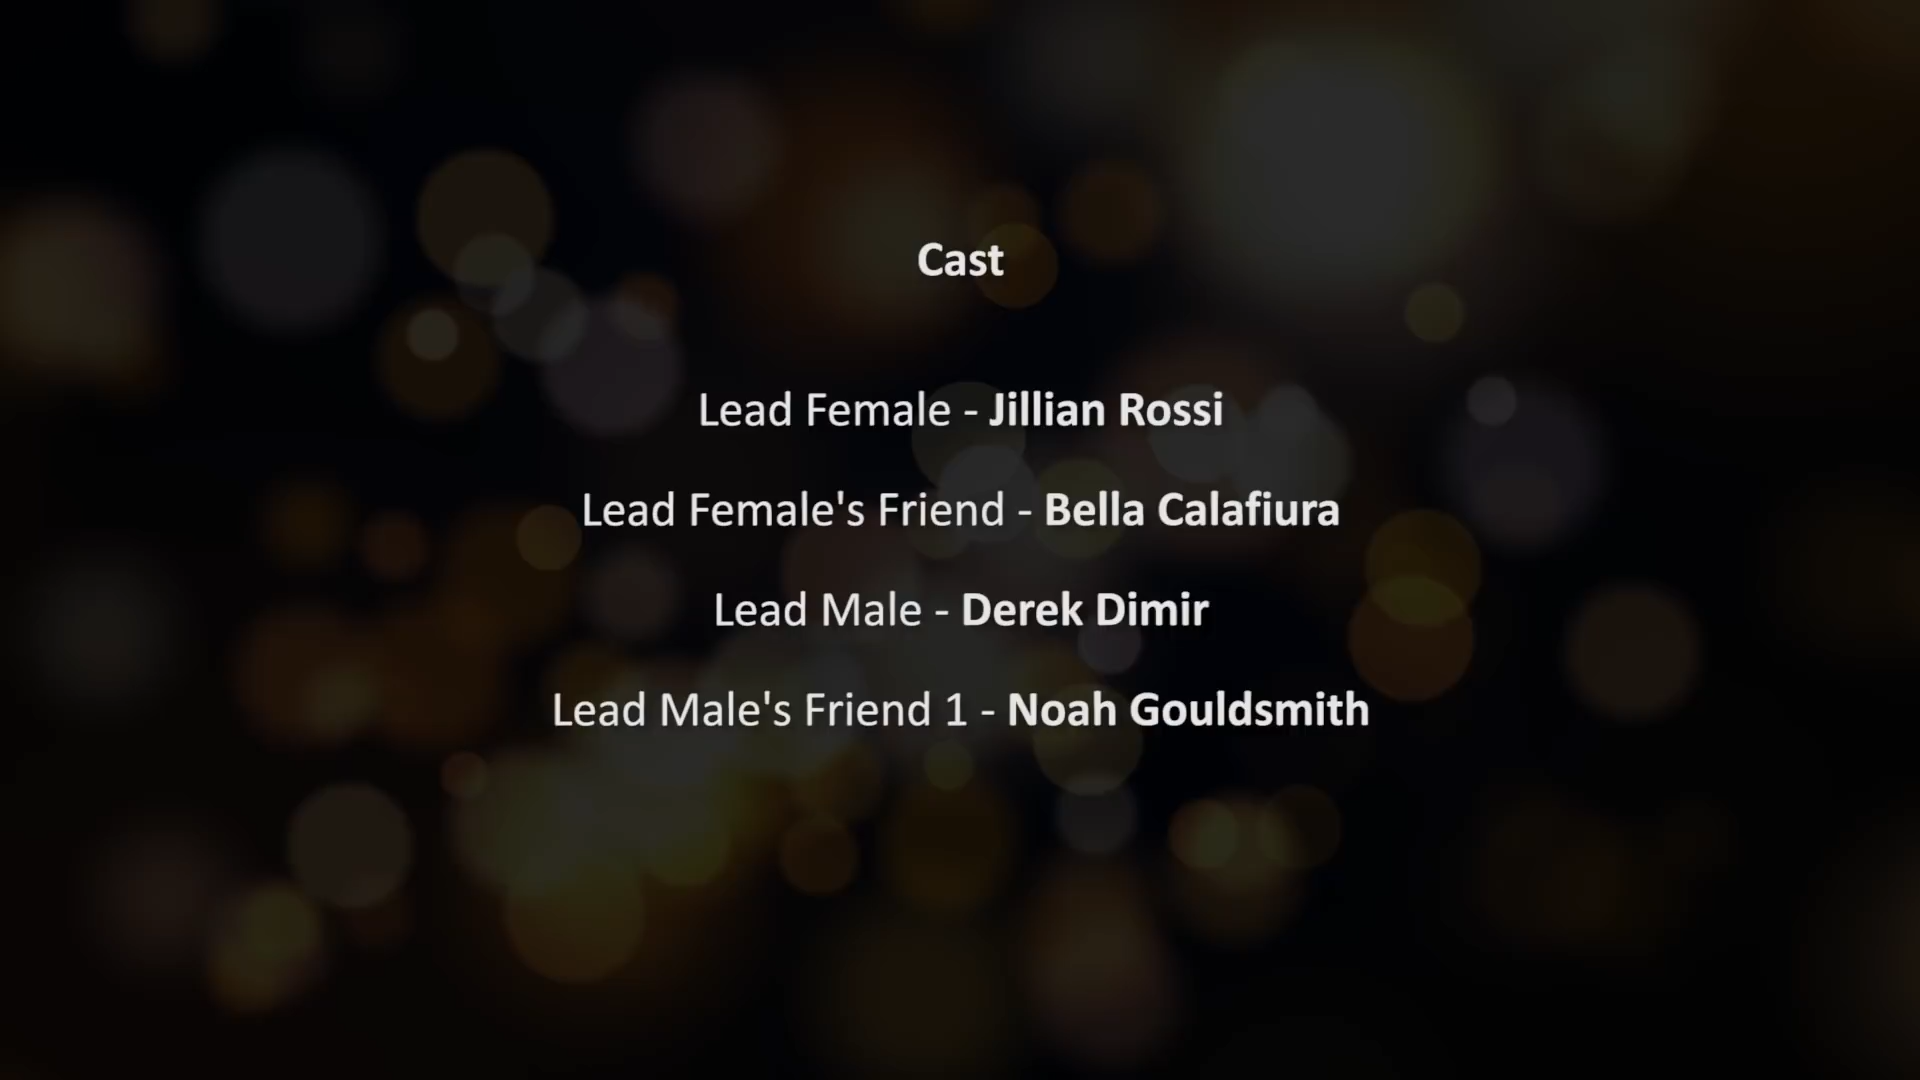 Cast
Lead Female - Jillian Rossi
Lead Female's Friend - Bella Calafiura
Lead Male - Derek Dimir
Lead Male's Friend 1 - Noah Gouldsmith